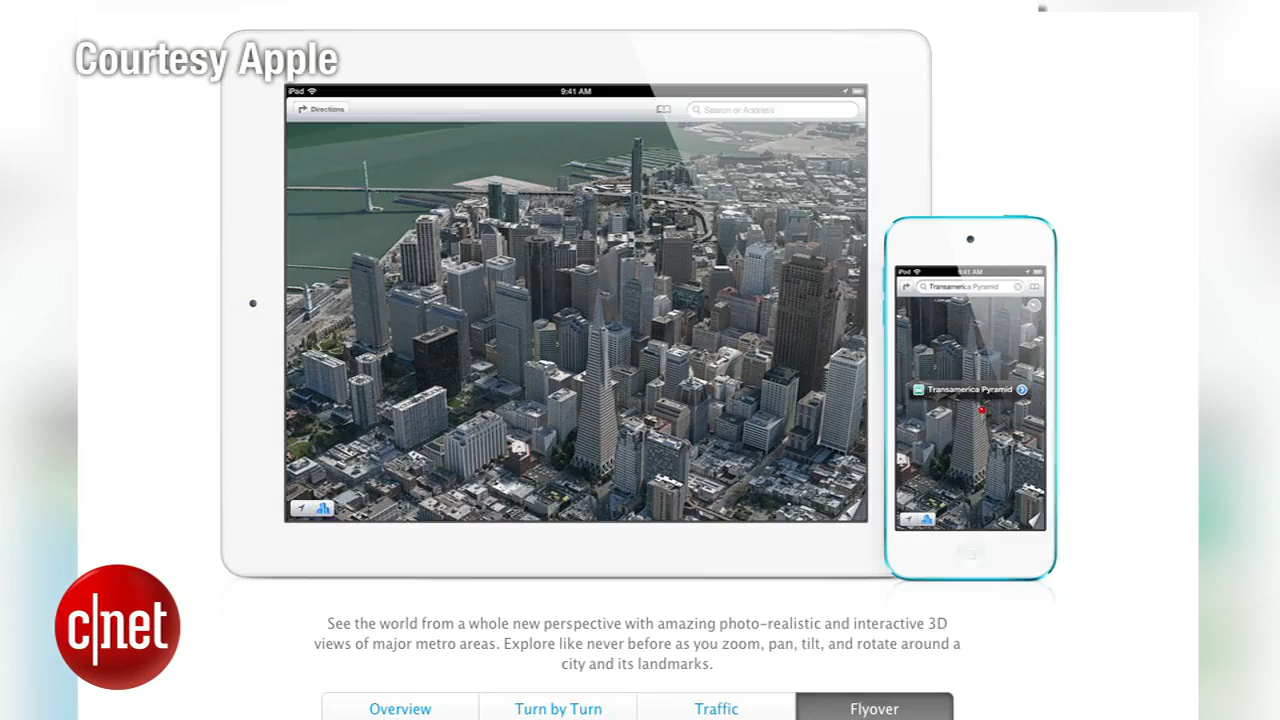 Courtesy Apple
iPad
9:41 AM
Directions
Search or Address
iPod
9:41 AM
Transamerica Pyramid
Transamerica Pyramid
c|net
See the world from a whole new perspective with amazing photo-realistic and interactive 3D
views of major metro areas. Explore like never before as you zoom, pan, tilt, and rotate around a
city and its landmarks.
Overview
Turn by Turn
Traffic
Flyover